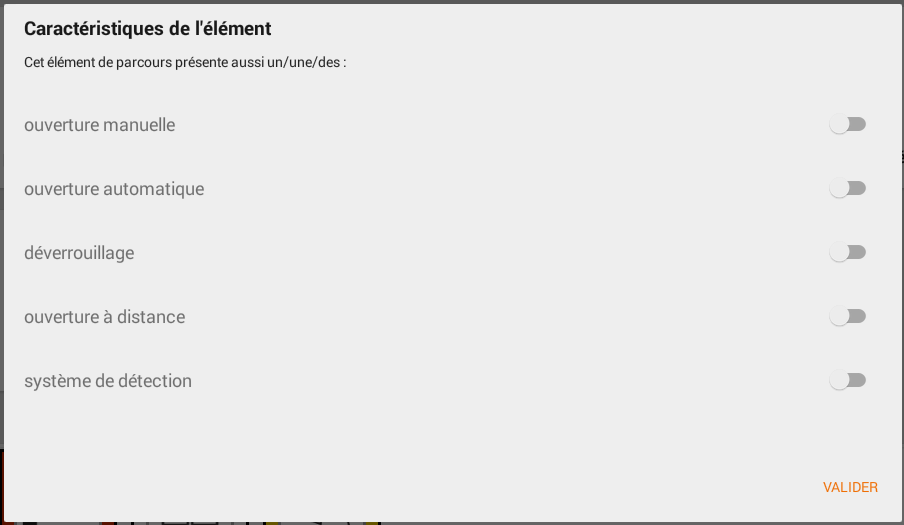 Caractéristiques de l'élément
Cet élément de parcours présente aussi un/une/des :
ouverture manuelle
ouverture automatique
déverrouillage
ouverture à distance
système de détection
VALIDER